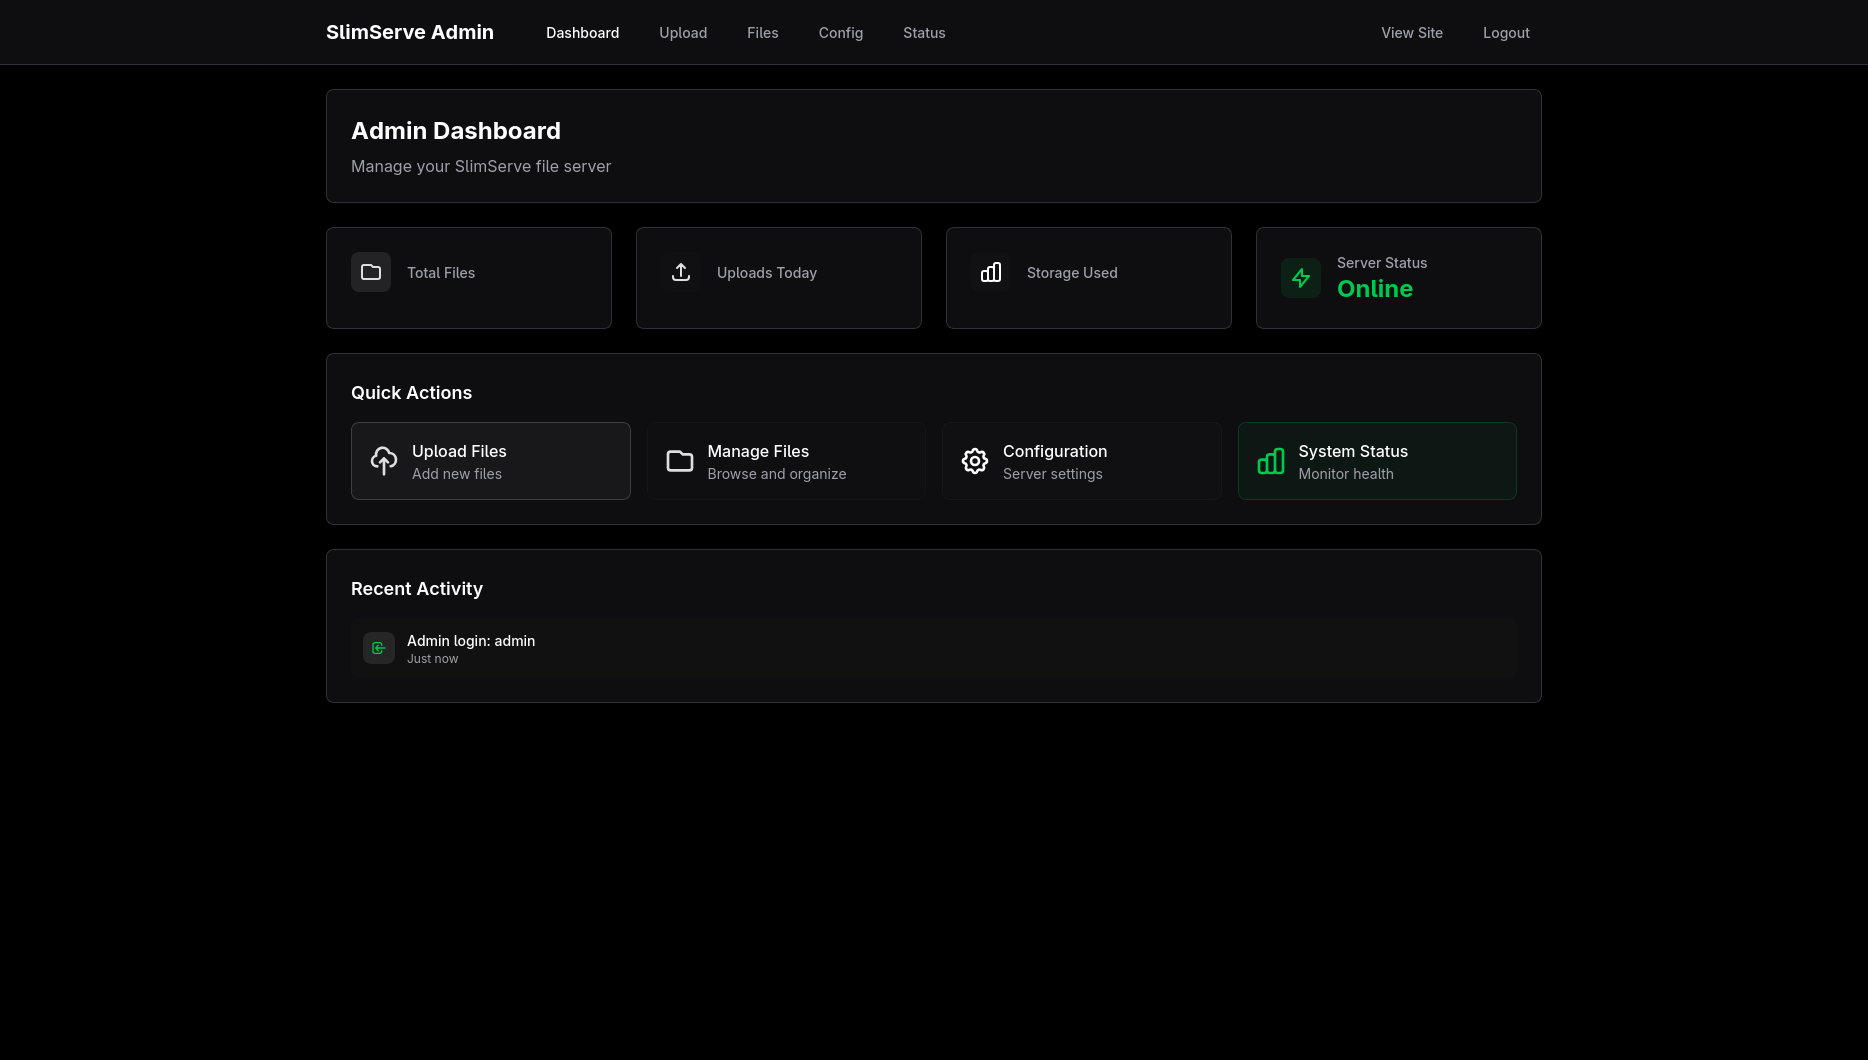 SlimServe Admin
Dashboard
Upload
Files
Config
Status
View Site
Logout
Admin Dashboard
Manage your SlimServe file server
Total Files
Uploads Today
Storage Used
Server Status
Online
Quick Actions
Upload Files
Add new files
Manage Files
Browse and organize
Configuration
Server settings
System Status
Monitor health
Recent Activity
Admin login: admin
Just now